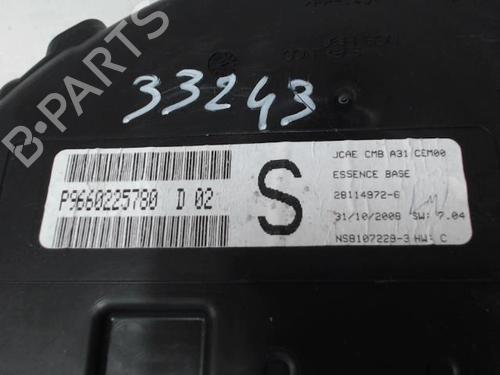 33243
JCAE CMB A31 CEM00
ESSENCE BASE
P9660225780 D 02
S
28114972-6
31/10/2008 SW: 7.04
NS8107229-3 HW: C
B-PARTS